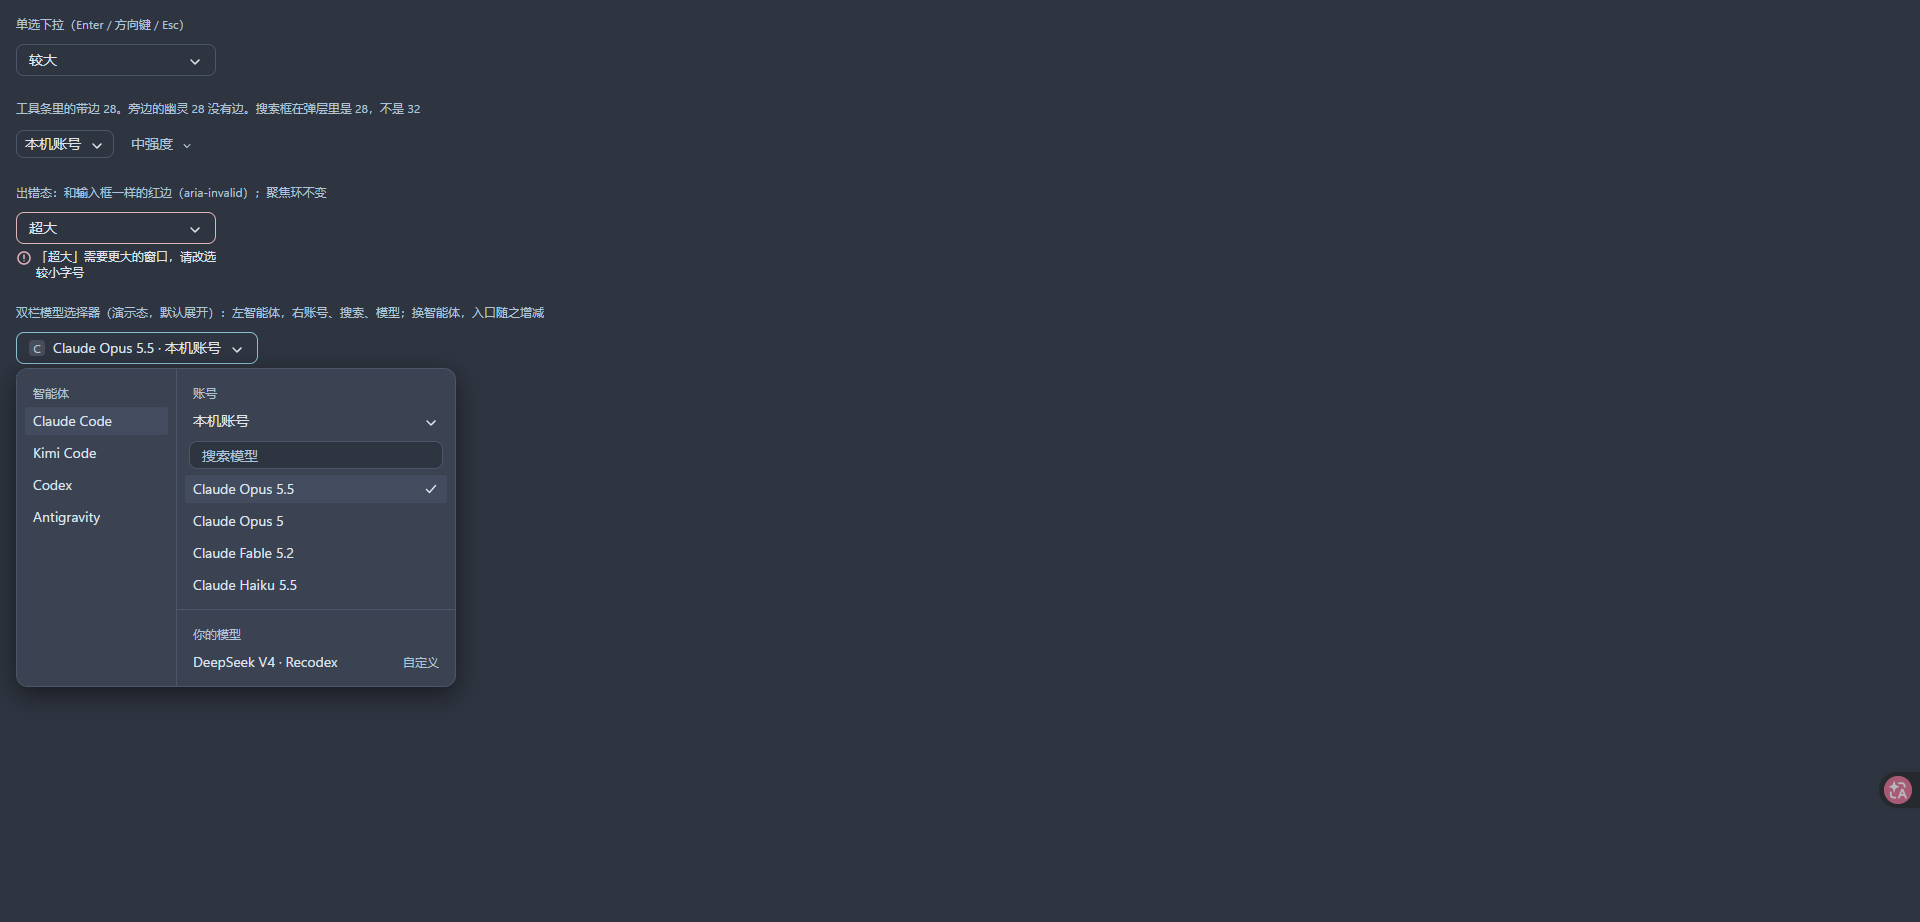 单选下拉（Enter / 方向键 / Esc）
较大
工具条里的带边 28。旁边的幽灵 28 没有边。搜索框在弹层里是 28，不是 32
本机账号
中强度
出错态：和输入框一样的红边（aria-invalid）；聚焦环不变
超大
「超大」需要更大的窗口，请改选
较小字号
双栏模型选择器（演示态，默认展开）：左智能体，右账号、搜索、模型；换智能体，入口随之增减
C Claude Opus 5.5 · 本机账号
智能体
Claude Code
Kimi Code
Codex
Antigravity
账号
本机账号
搜索模型
Claude Opus 5.5
Claude Opus 5
Claude Fable 5.2
Claude Haiku 5.5
你的模型
DeepSeek V4 · Recodex 自定义